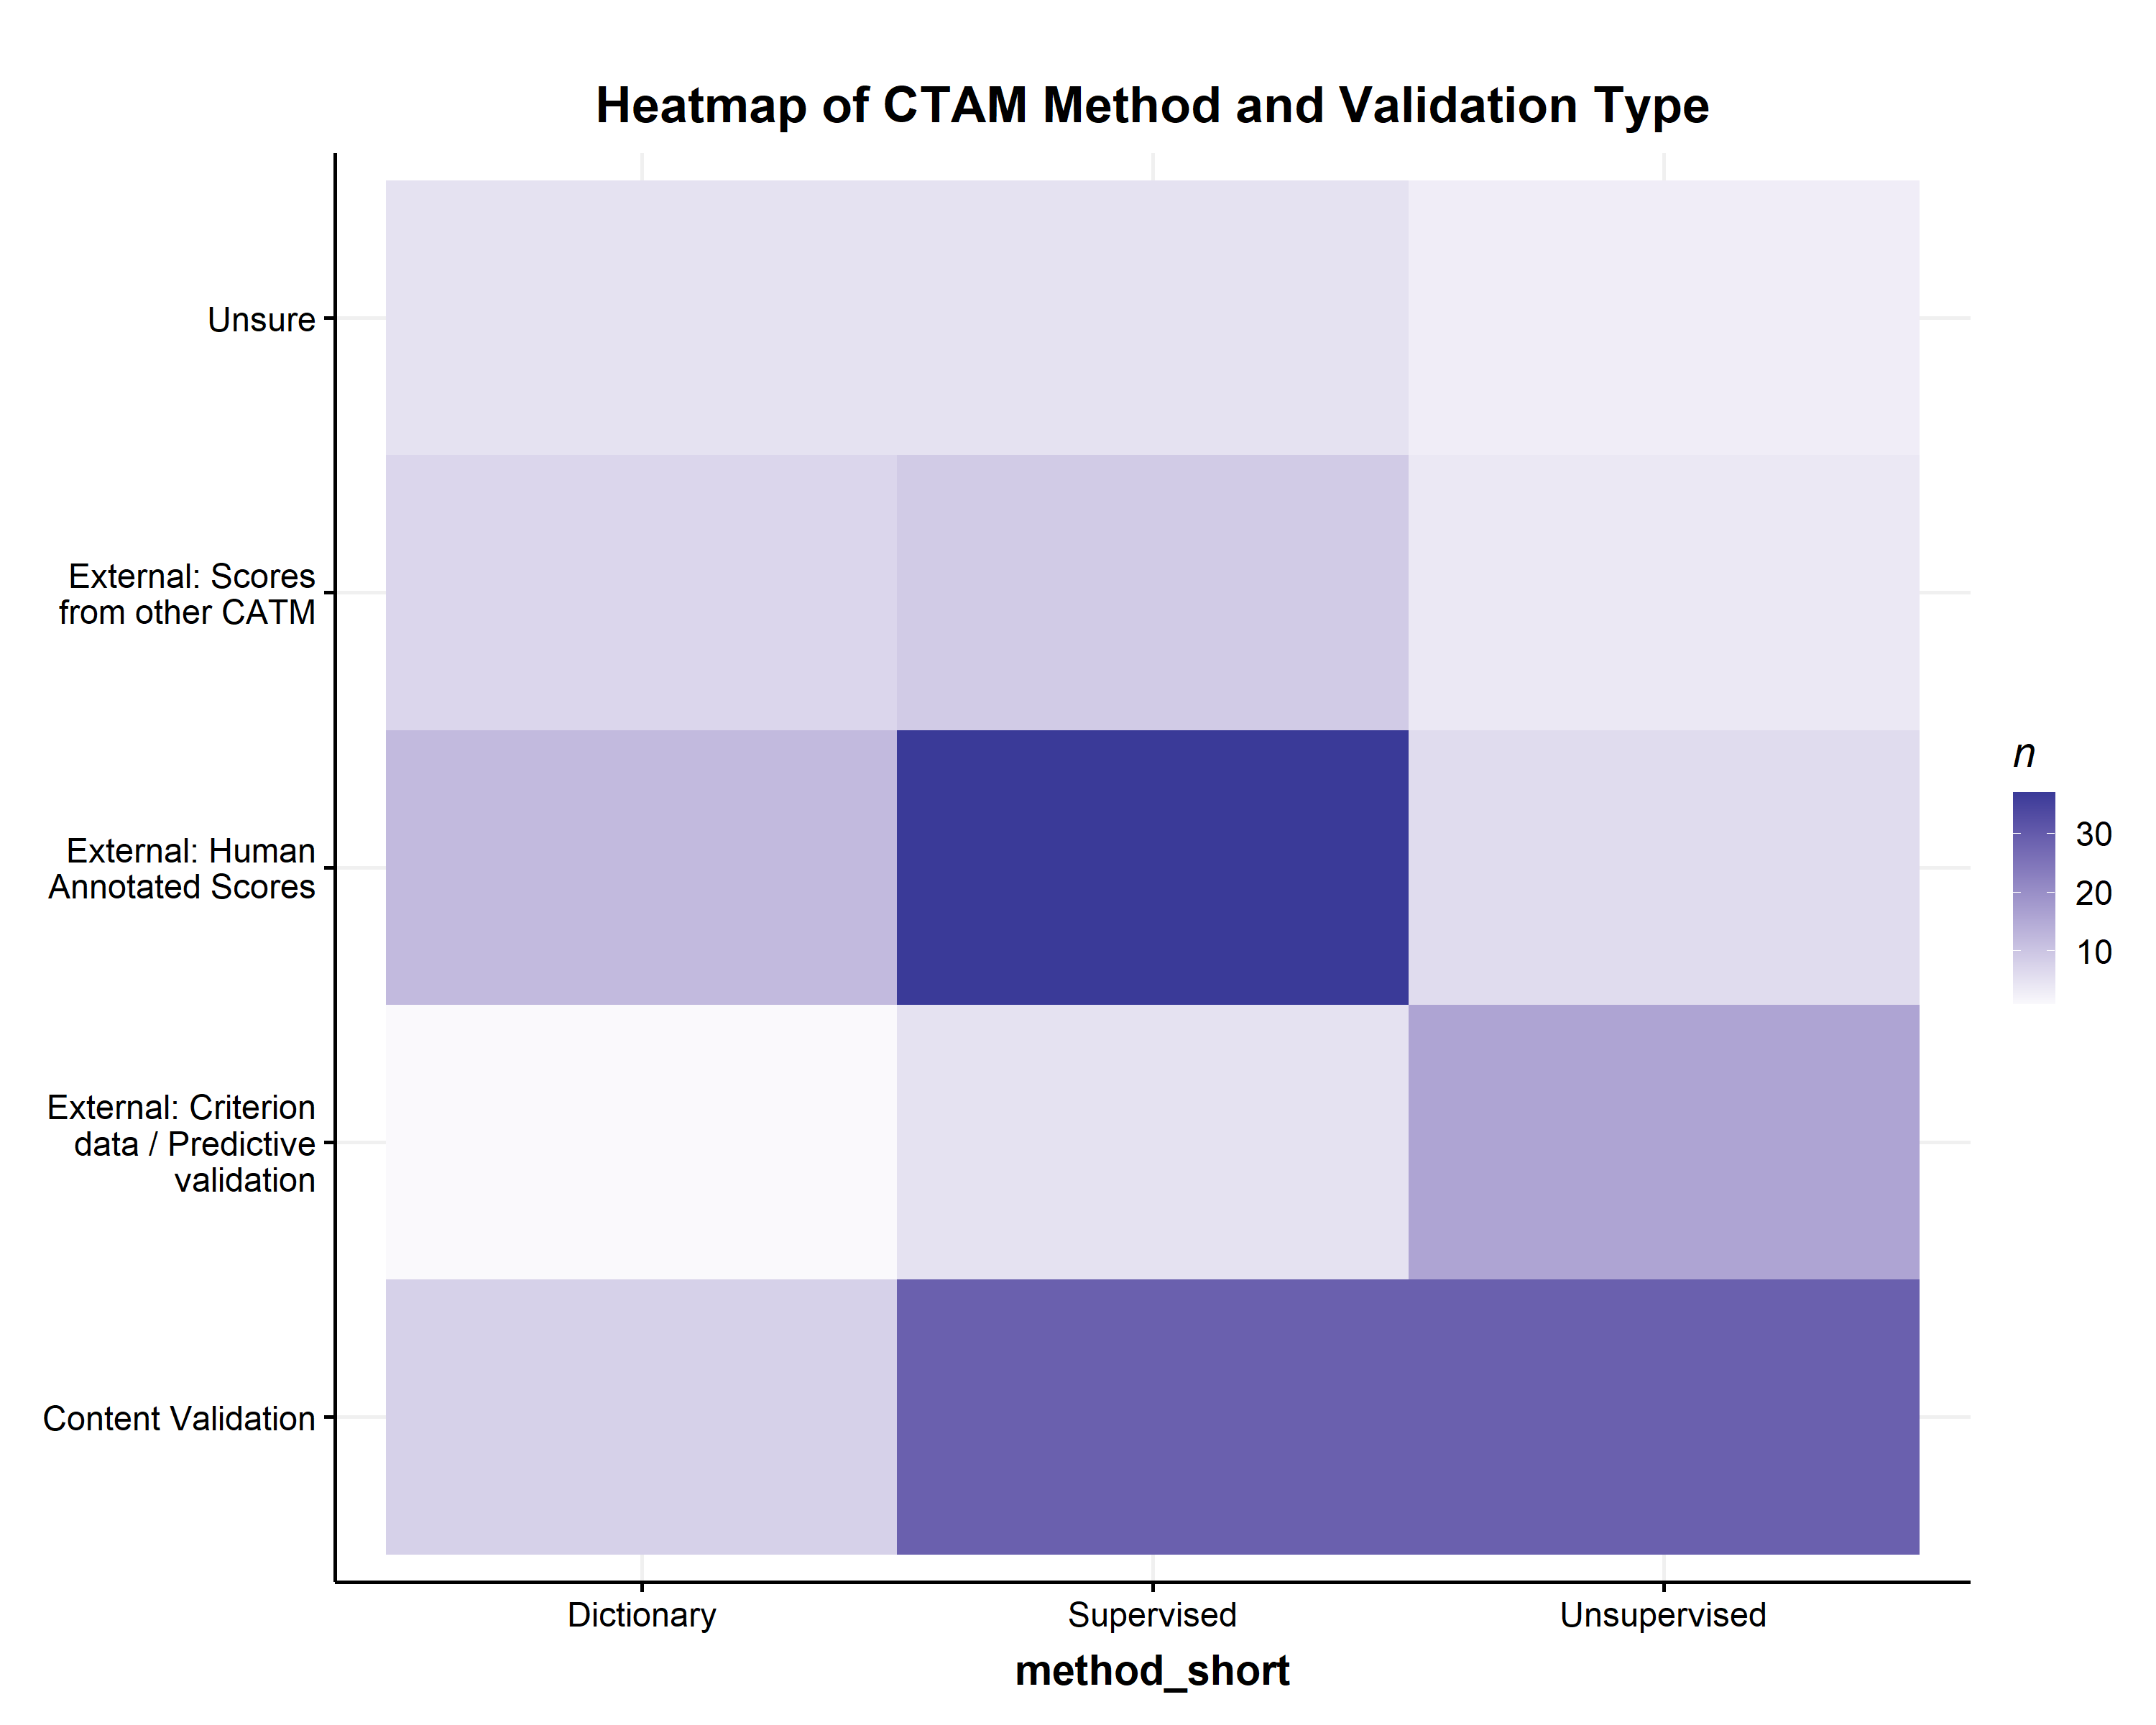 Heatmap of CTAM Method and Validation Type
Unsure
External: Scores
from other CATM
External: Human
Annotated Scores
External: Criterion
data / Predictive
validation
Content Validation
Dictionary
Supervised
Unsupervised
method_short
n
30
20
10